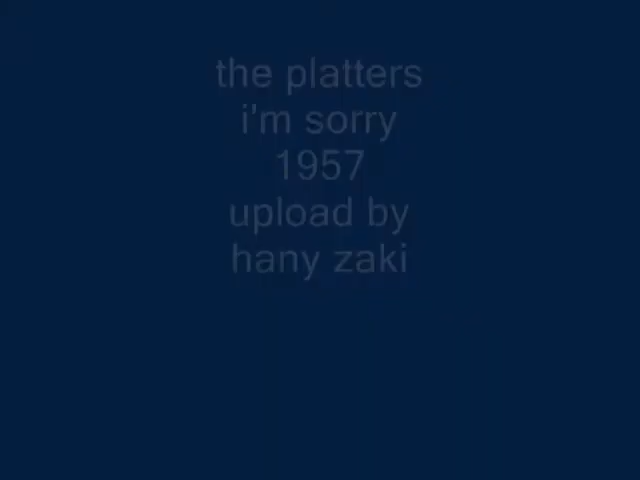 the platters
i'm sorry
1957
upload by
hany zaki